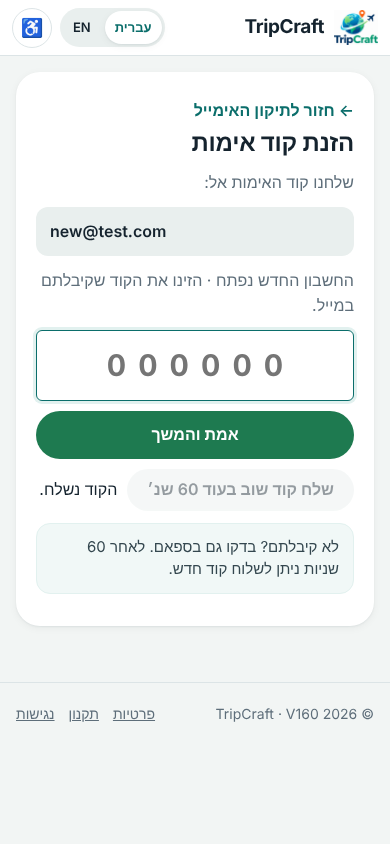 TripCraft
TripCraft
עברית
EN
← חזור לתיקון האימייל
הזנת קוד אימות
שלחנו קוד האימות אל:
new@test.com
החשבון החדש נפתח · הזינו את הקוד שקיבלתם
במייל.
0 0 0 0 0 0
אמת והמשך
שלח קוד שוב בעוד 60 שנ׳
הקוד נשלח.
לא קיבלתם? בדקו גם בספאם. לאחר 60
שניות ניתן לשלוח קוד חדש.
© 2026 TripCraft · V160
פרטיות
תקנון
נגישות